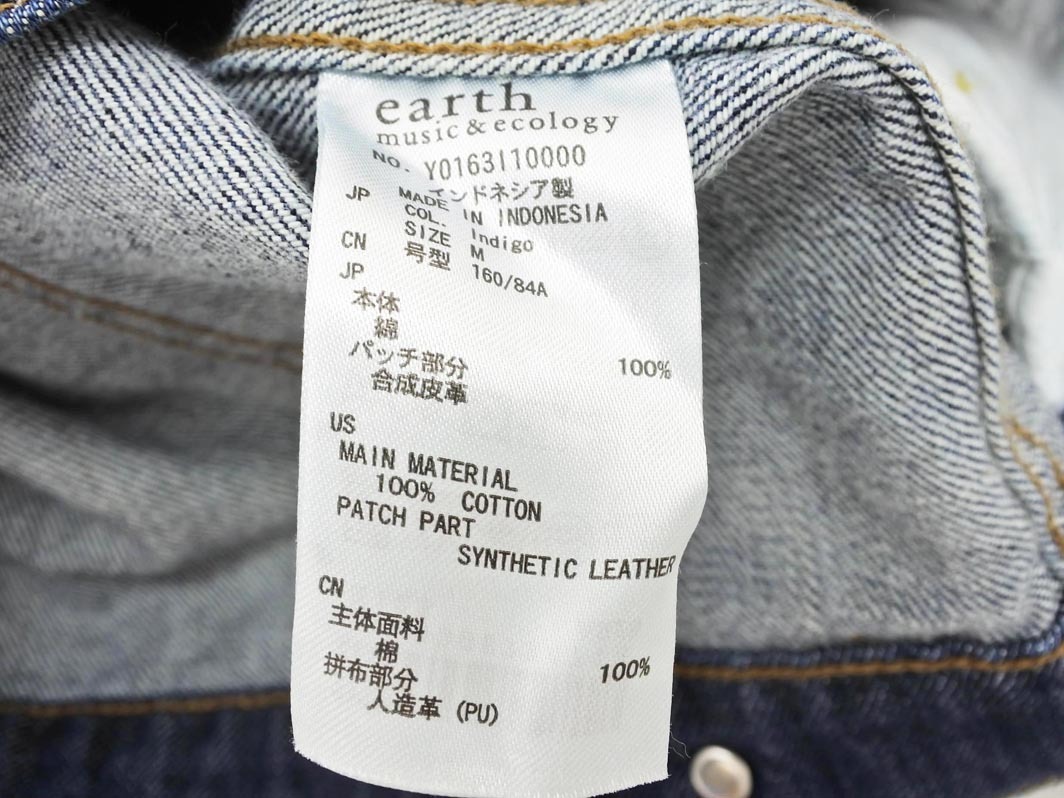 earth
music & ecology
NO. Y0163I10000
インドネシア製
JP MADE IN INDONESIA
COL. Indigo
SIZE M
CN 号型 160/84A
JP
本体
綿 100%
パッチ部分
合成皮革
US
MAIN MATERIAL
100% COTTON
PATCH PART
SYNTHETIC LEATHER
CN
主体面料
棉 100%
拼布部分
人造革 (PU)